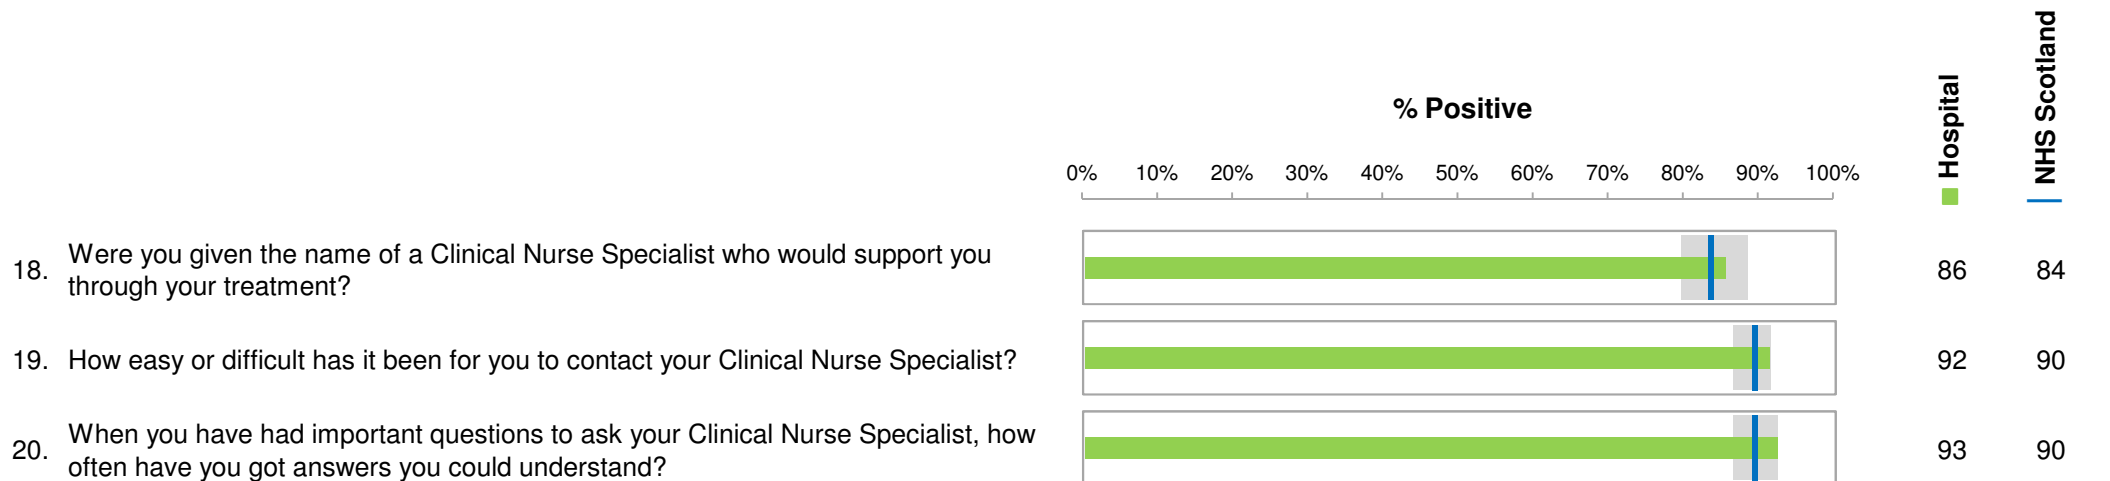 % Positive
Hospital
NHS Scotland
0% 10% 20% 30% 40% 50% 60% 70% 80% 90% 100%
18. Were you given the name of a Clinical Nurse Specialist who would support you
through your treatment?
86 84
19. How easy or difficult has it been for you to contact your Clinical Nurse Specialist? 92 90
20. When you have had important questions to ask your Clinical Nurse Specialist, how
often have you got answers you could understand?
93 90